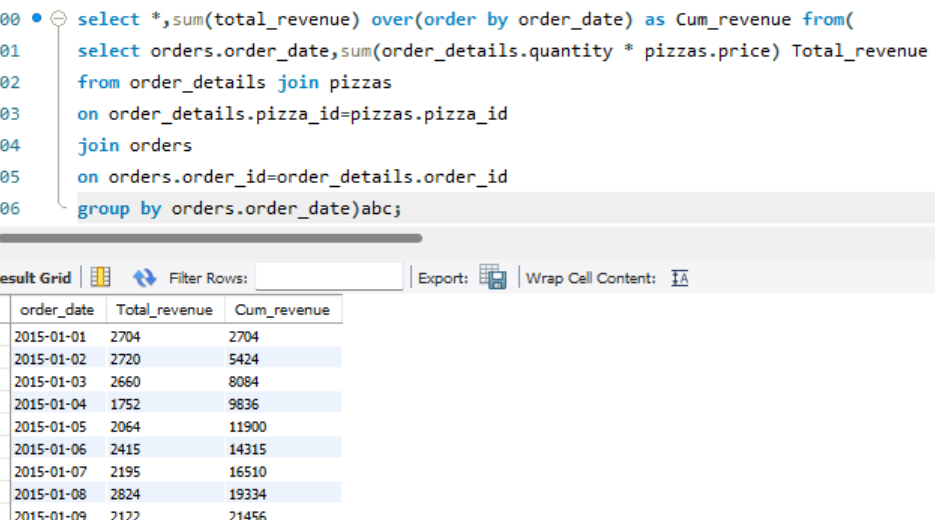 00 select *,sum(total_revenue) over(order by order_date) as Cum_revenue from(
01 select orders.order_date,sum(order_details.quantity * pizzas.price) Total_revenue
02 from order_details join pizzas
03 on order_details.pizza_id=pizzas.pizza_id
04 join orders
05 on orders.order_id=order_details.order_id
06 group by orders.order_date)abc;
esult Grid Filter Rows: Export: Wrap Cell Content: IA
order_date Total_revenue Cum_revenue
2015-01-01 2704 2704
2015-01-02 2720 5424
2015-01-03 2660 8084
2015-01-04 1752 9836
2015-01-05 2064 11900
2015-01-06 2415 14315
2015-01-07 2195 16510
2015-01-08 2824 19334
2015-01-09 2122 21456